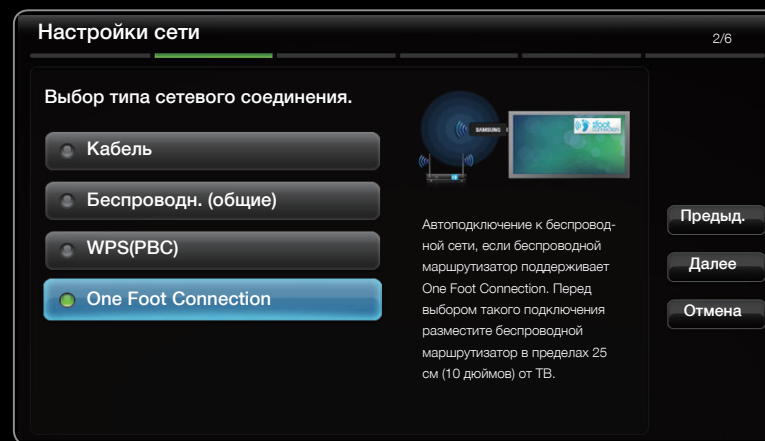 Настройки сети
2/6
Выбор типа сетевого соединения.
Кабель
Беспроводн. (общие)
WPS(PBC)
One Foot Connection
SAMSUNG
Автоподключение к беспровод-
ной сети, если беспроводной
маршрутизатор поддерживает
One Foot Connection. Перед
выбором такого подключения
разместите беспроводной
маршрутизатор в пределах 25
см (10 дюймов) от ТВ.
Предыд.
Далее
Отмена